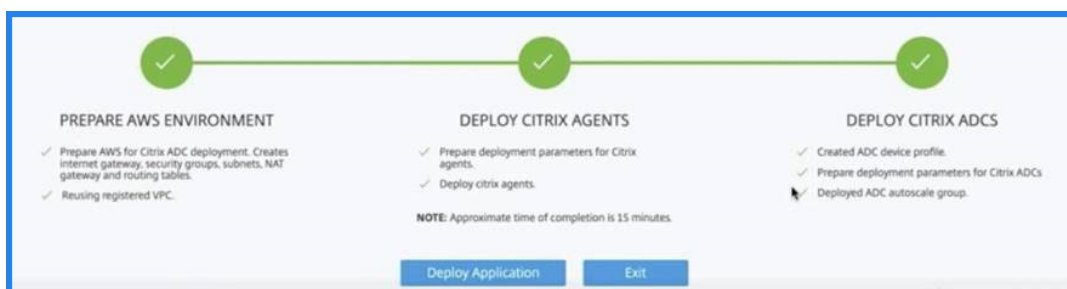 PREPARE AWS ENVIRONMENT
Prepare AWS for Citrix ADC deployment. Creates
internet gateway, security groups, subnets, NAT
gateway and routing tables.
Reusing registered VPC.
DEPLOY CITRIX AGENTS
Prepare deployment parameters for Citrix
agents.
Deploy citrix agents.
NOTE: Approximate time of completion is 15 minutes.
DEPLOY CITRIX ADCS
Created ADC device profile.
Prepare deployment parameters for Citrix ADCs
Deployed ADC autoscale group.
Deploy Application
Exit